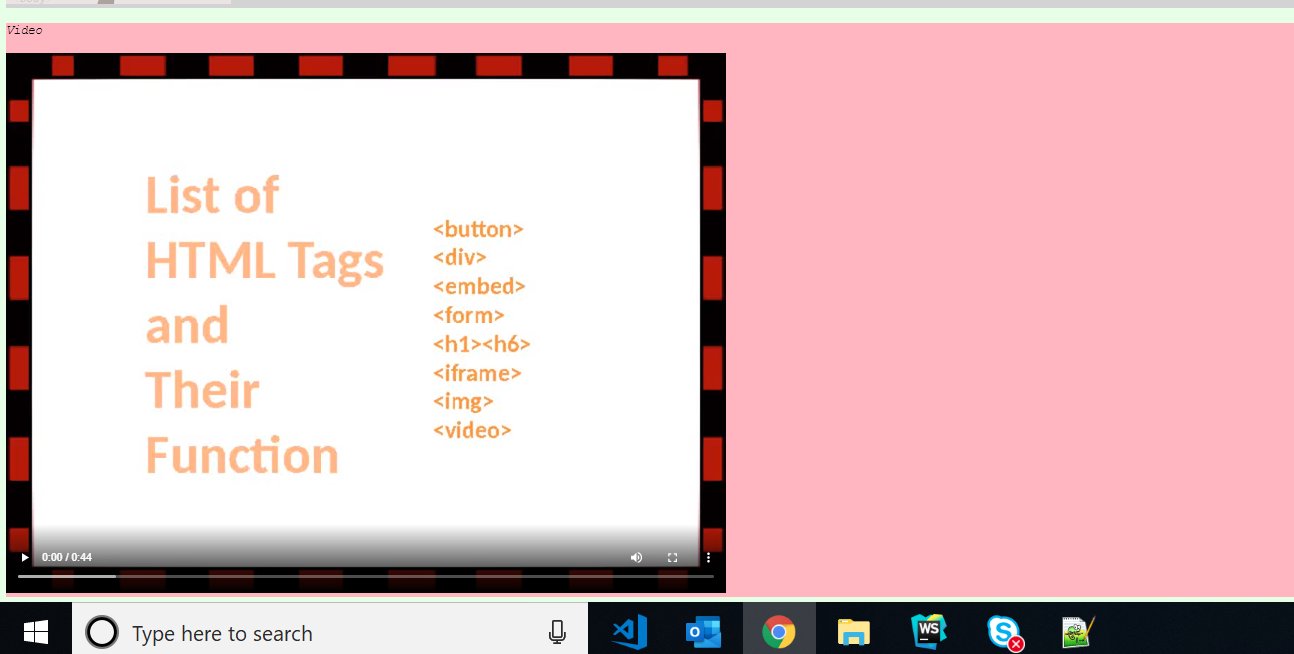 Video
List of
HTML Tags
and
Their
Function
<button>
<div>
<embed>
<form>
<h1><h6>
<iframe>
<img>
<video>
0:00 / 0:44
Type here to search
WS